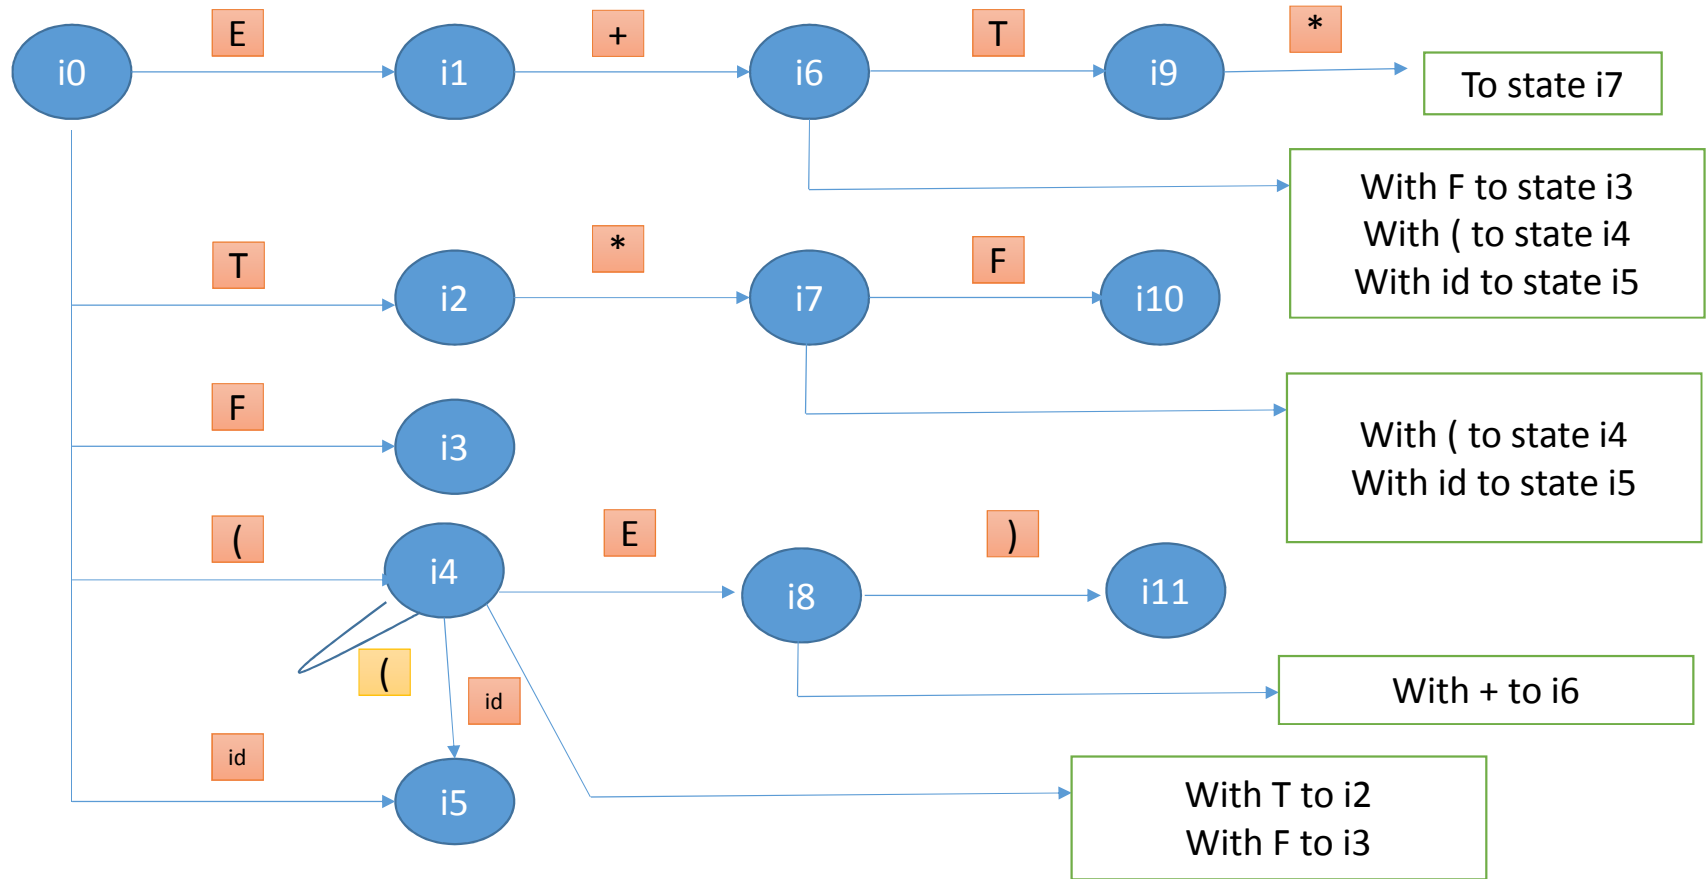 E
+
T
*
i0
i1
i6
i9
To state i7
With F to state i3
With ( to state i4
With id to state i5
T
*
F
i2
i7
i10
F
i3
With ( to state i4
With id to state i5
(
E
)
i4
i8
i11
(
id
With + to i6
id
i5
With T to i2
With F to i3